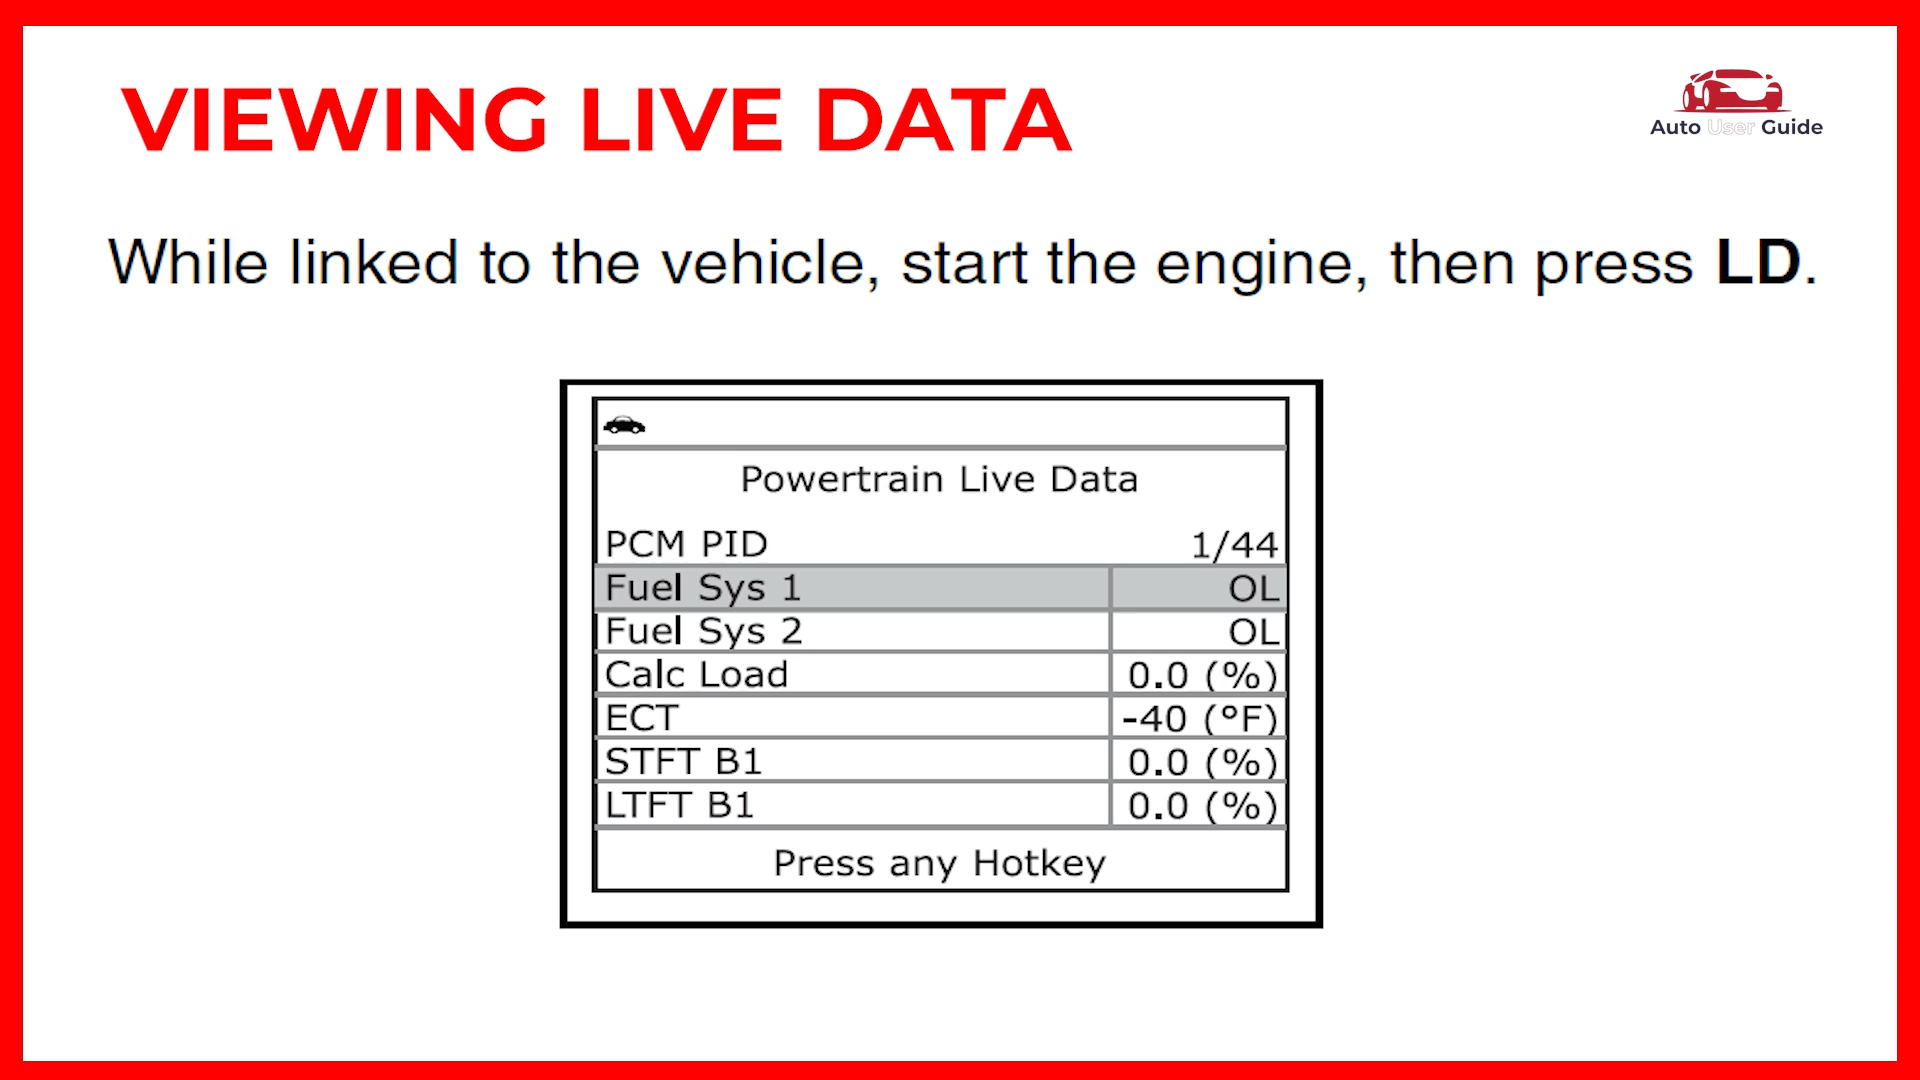 VIEWING LIVE DATA
Auto User Guide
While linked to the vehicle, start the engine, then press LD.
Powertrain Live Data
PCM PID 1/44
Fuel Sys 1 OL
Fuel Sys 2 OL
Calc Load 0.0 (%)
ECT -40 (°F)
STFT B1 0.0 (%)
LTFT B1 0.0 (%)
Press any Hotkey